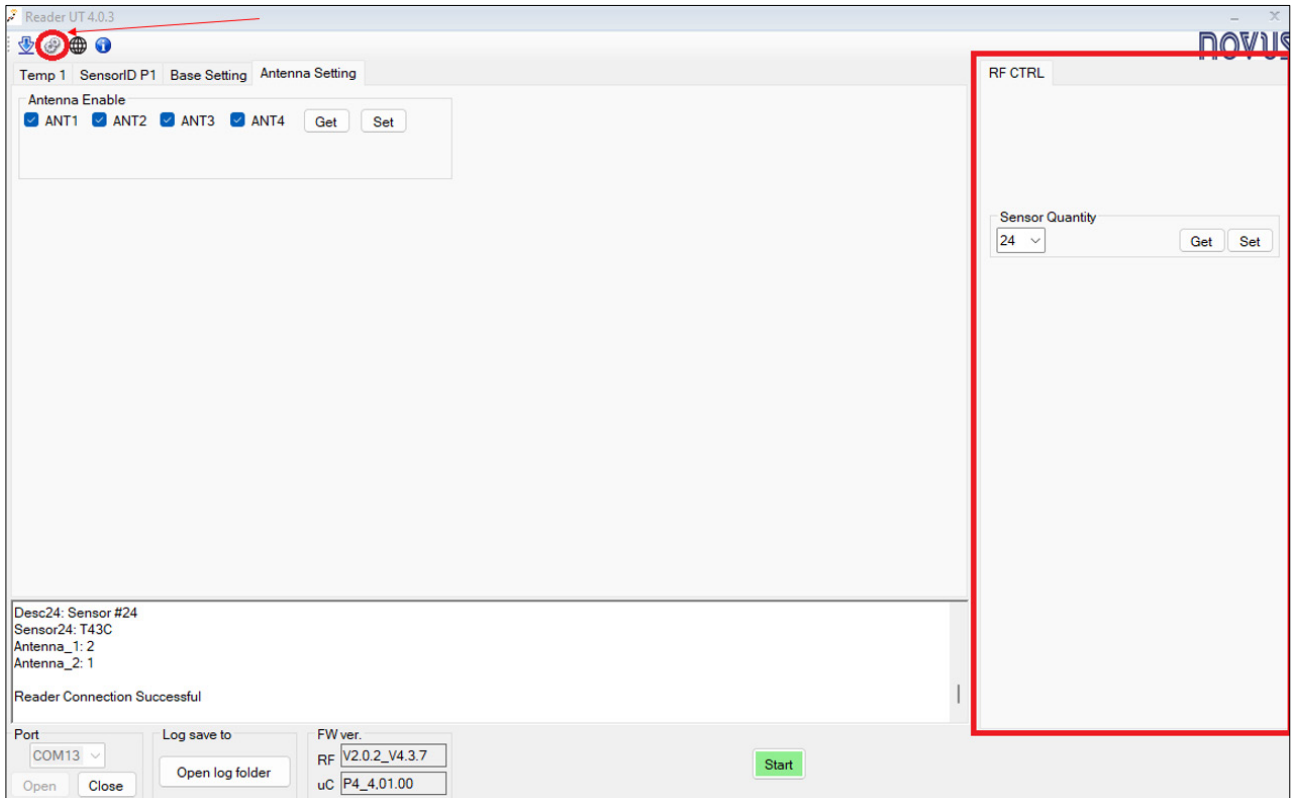 Reader UT 4.0.3
novus
Temp 1 SensorID P1 Base Setting Antenna Setting
RF CTRL
Antenna Enable
ANT1 ANT2 ANT3 ANT4 Get Set
Sensor Quantity
24 Get Set
Desc24: Sensor #24
Sensor24: T43C
Antenna_1: 2
Antenna_2: 1
Reader Connection Successful
Port Log save to FW ver.
COM13 RF V2.0.2_V4.3.7
Open log folder Start
Open Close uC P4_4.01.00